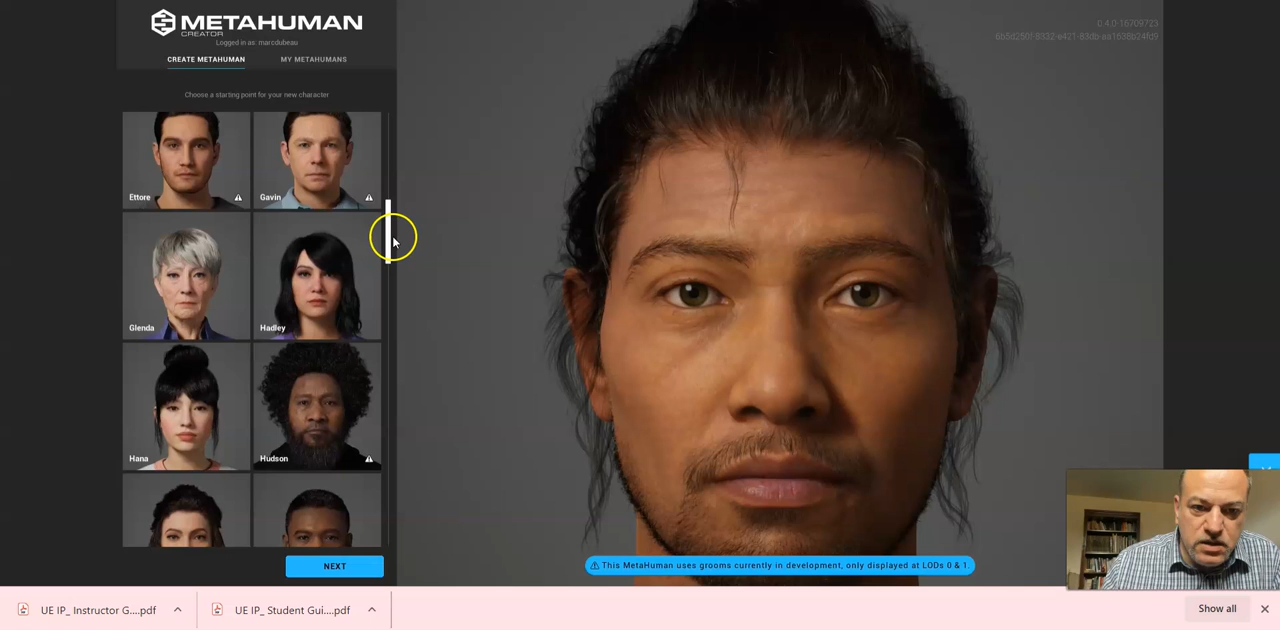 METAHUMAN
CREATOR
Logged in as: marcdubeau
CREATE METAHUMAN MY METAHUMANS
Choose a starting point for your new character
Ettore Gavin
Glenda Hadley
Hana Hudson
NEXT
This MetaHuman uses grooms currently in development, only displayed at LODs 0 & 1.
UE IP_ Instructor G....pdf UE IP_ Student Gui....pdf Show all